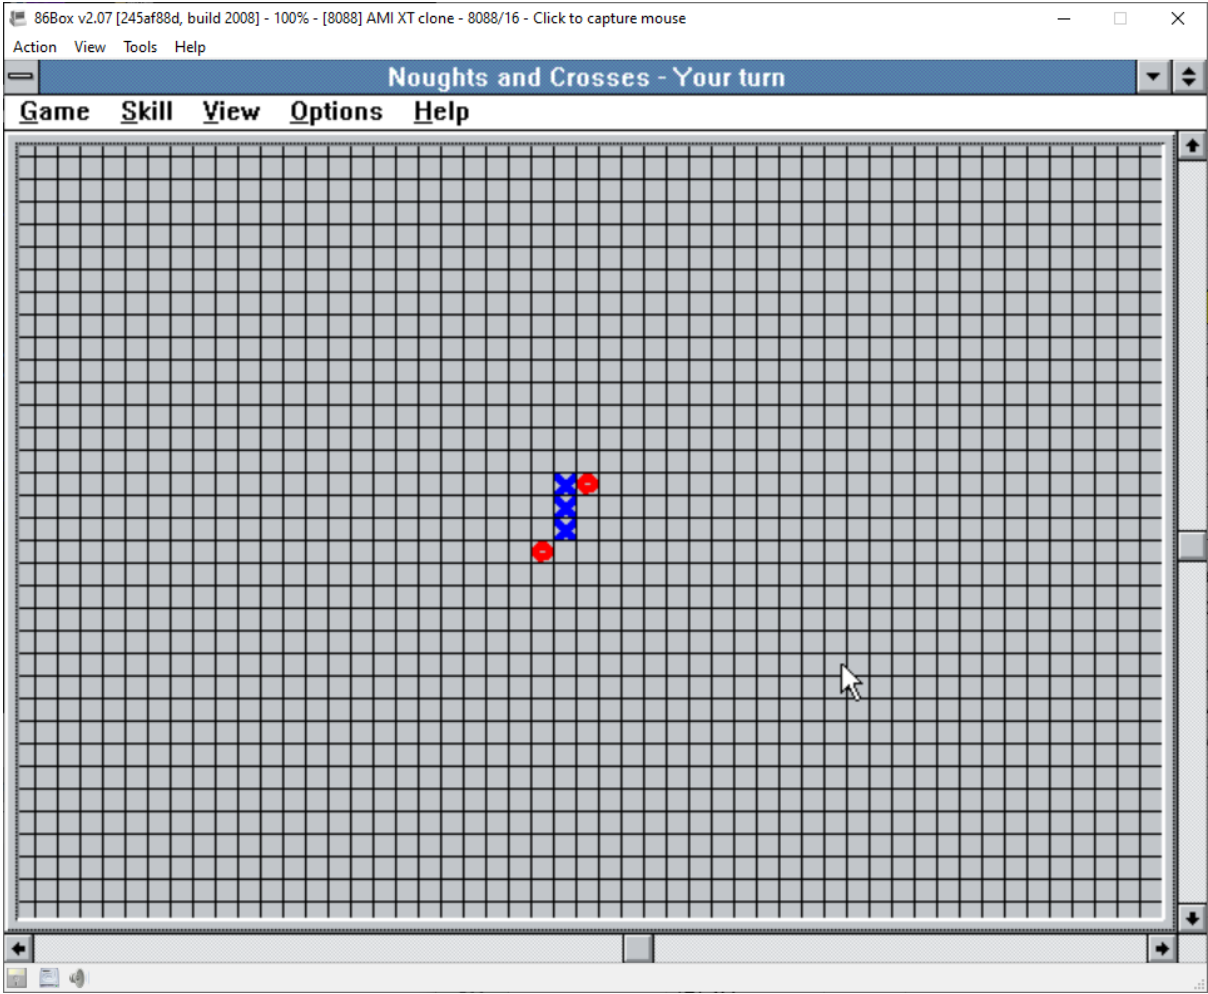 86Box v2.07 [245af88d, build 2008] - 100% - [8088] AMI XT clone - 8088/16 - Click to capture mouse
Action View Tools Help
Noughts and Crosses - Your turn
Game Skill View Options Help